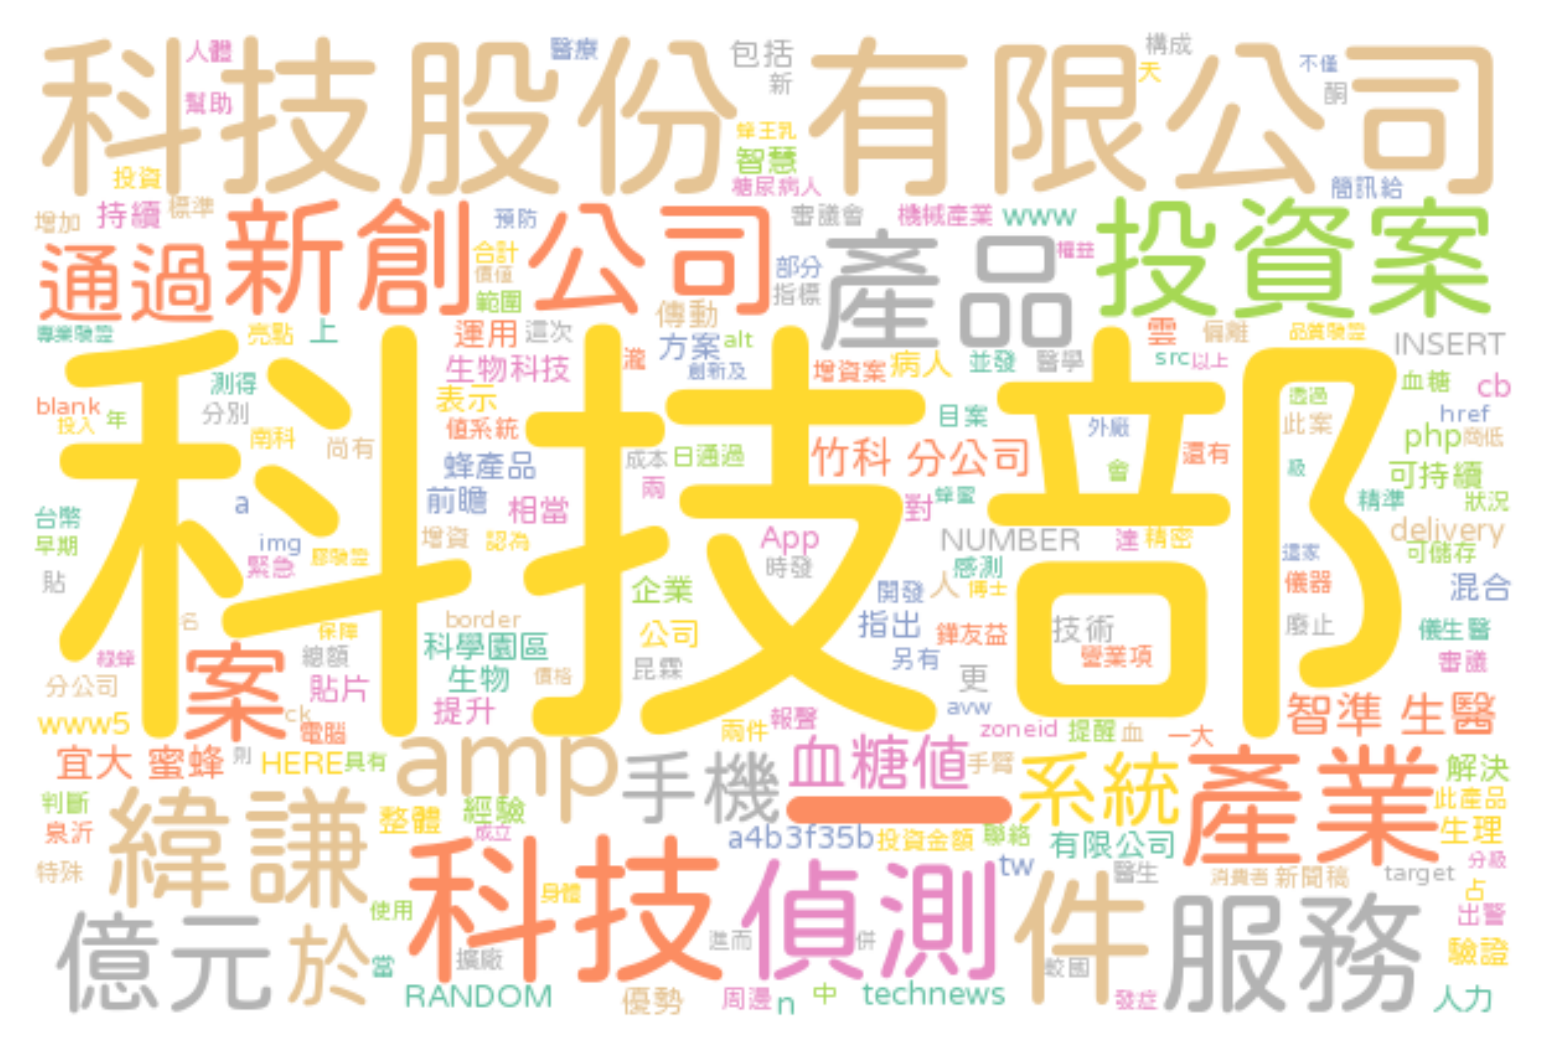 科技股份 有限公司
人體
醫療
包括
新
構成
天
不僅
酮
幫助
蜂王乳
智慧
糖尿病人
投資
簡訊給
增加
持續
標準
新創 公司
預防
合計
價值
範圍
審議會
機械產業
www
權益
投資案
通過
部分
指標
產品
傳動
運用
這次
亮點
上
方案
alt
雲
偏離
INSERT
科技部
生物科技
瀧
創新及
增資案
病人
並發
醫學
src
以上
測得
血糖
cb
blank
投入
年
分別
表示
目案
外廠
透過
此案
href
php
南科
尚有
值系統
蜂產品
成本
日通過
竹科 分公司
還有
會
級
可持續
a
前瞻
相當
兩
對
蜂蜜
精準
狀況
台幣
早期
img
增資
認為
App
時發
NUMBER
達
精密
delivery
可儲存
這家
貼
緊急
感測
企業
開發
人
博士
儀器
混合
名
border
保障
公司
指出
鏵友益
技術
廢止
儀生醫
綠蜂
總額
科學園區
昆霖
另有
審議
分公司
案
貼片
生物
價格
更
提升
avw
智準 生醫
www5
ck
電腦
兩件
報聲
zoneid
提醒
血
一大
宜大 蜜蜂
則
HERE
具有
amp
手機
血糖值
手臂
系統
產業
解決
判斷
此產品
泉沂
緯謙
整體
經驗
成立
一
a4b3f35b
投資金額
聯絡
有限公司
生理
特殊
科技
tw
醫生
消費者
新聞稿
target
分級
占
身體
偵測
件
服務
使用
出醫
億元
於
當
擴廠
進而
併
驗證
RANDOM
優勢
周邊
n
中
technews
發症
人力